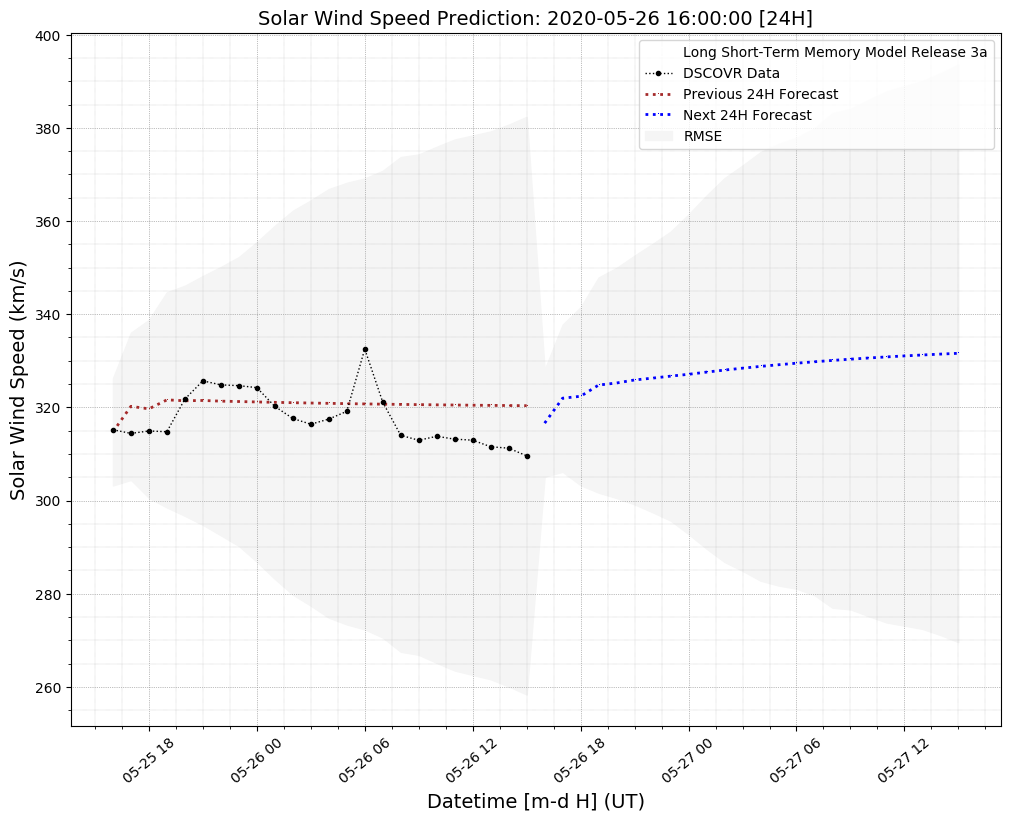 Solar Wind Speed Prediction: 2020-05-26 16:00:00 [24H]
Long Short-Term Memory Model Release 3a
DSCOVR Data
Previous 24H Forecast
Next 24H Forecast
RMSE
Solar Wind Speed (km/s)
400
380
360
340
320
300
280
260
05-25 18
05-26 00
05-26 06
05-26 12
05-26 18
05-27 00
05-27 06
05-27 12
Datetime [m-d H] (UT)